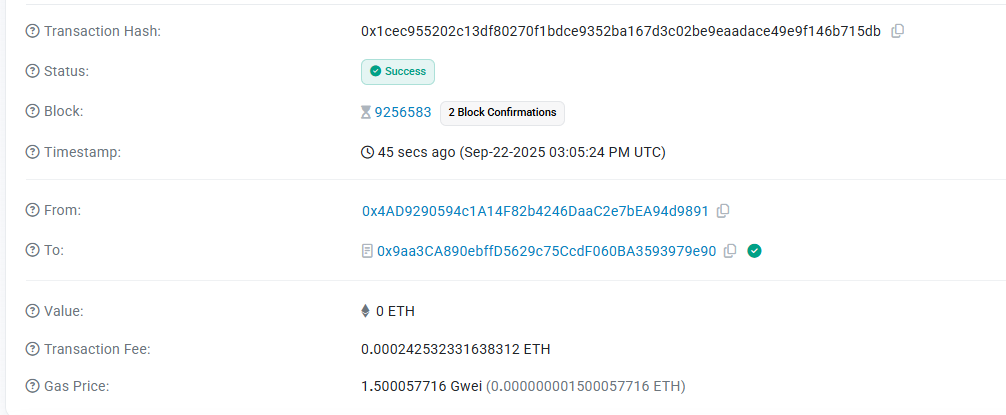 Transaction Hash: 0x1cec955202c13df80270f1bdce9352ba167d3c02be9eaadace49e9f146b715db
Status: Success
Block: 9256583 2 Block Confirmations
Timestamp: 45 secs ago (Sep-22-2025 03:05:24 PM UTC)
From: 0x4AD9290594c1A14F82b4246DaaC2e7bEA94d9891
To: 0x9aa3CA890ebffD5629c75CcdF060BA3593979e90
Value: 0 ETH
Transaction Fee: 0.000242532331638312 ETH
Gas Price: 1.500057716 Gwei (0.000000001500057716 ETH)